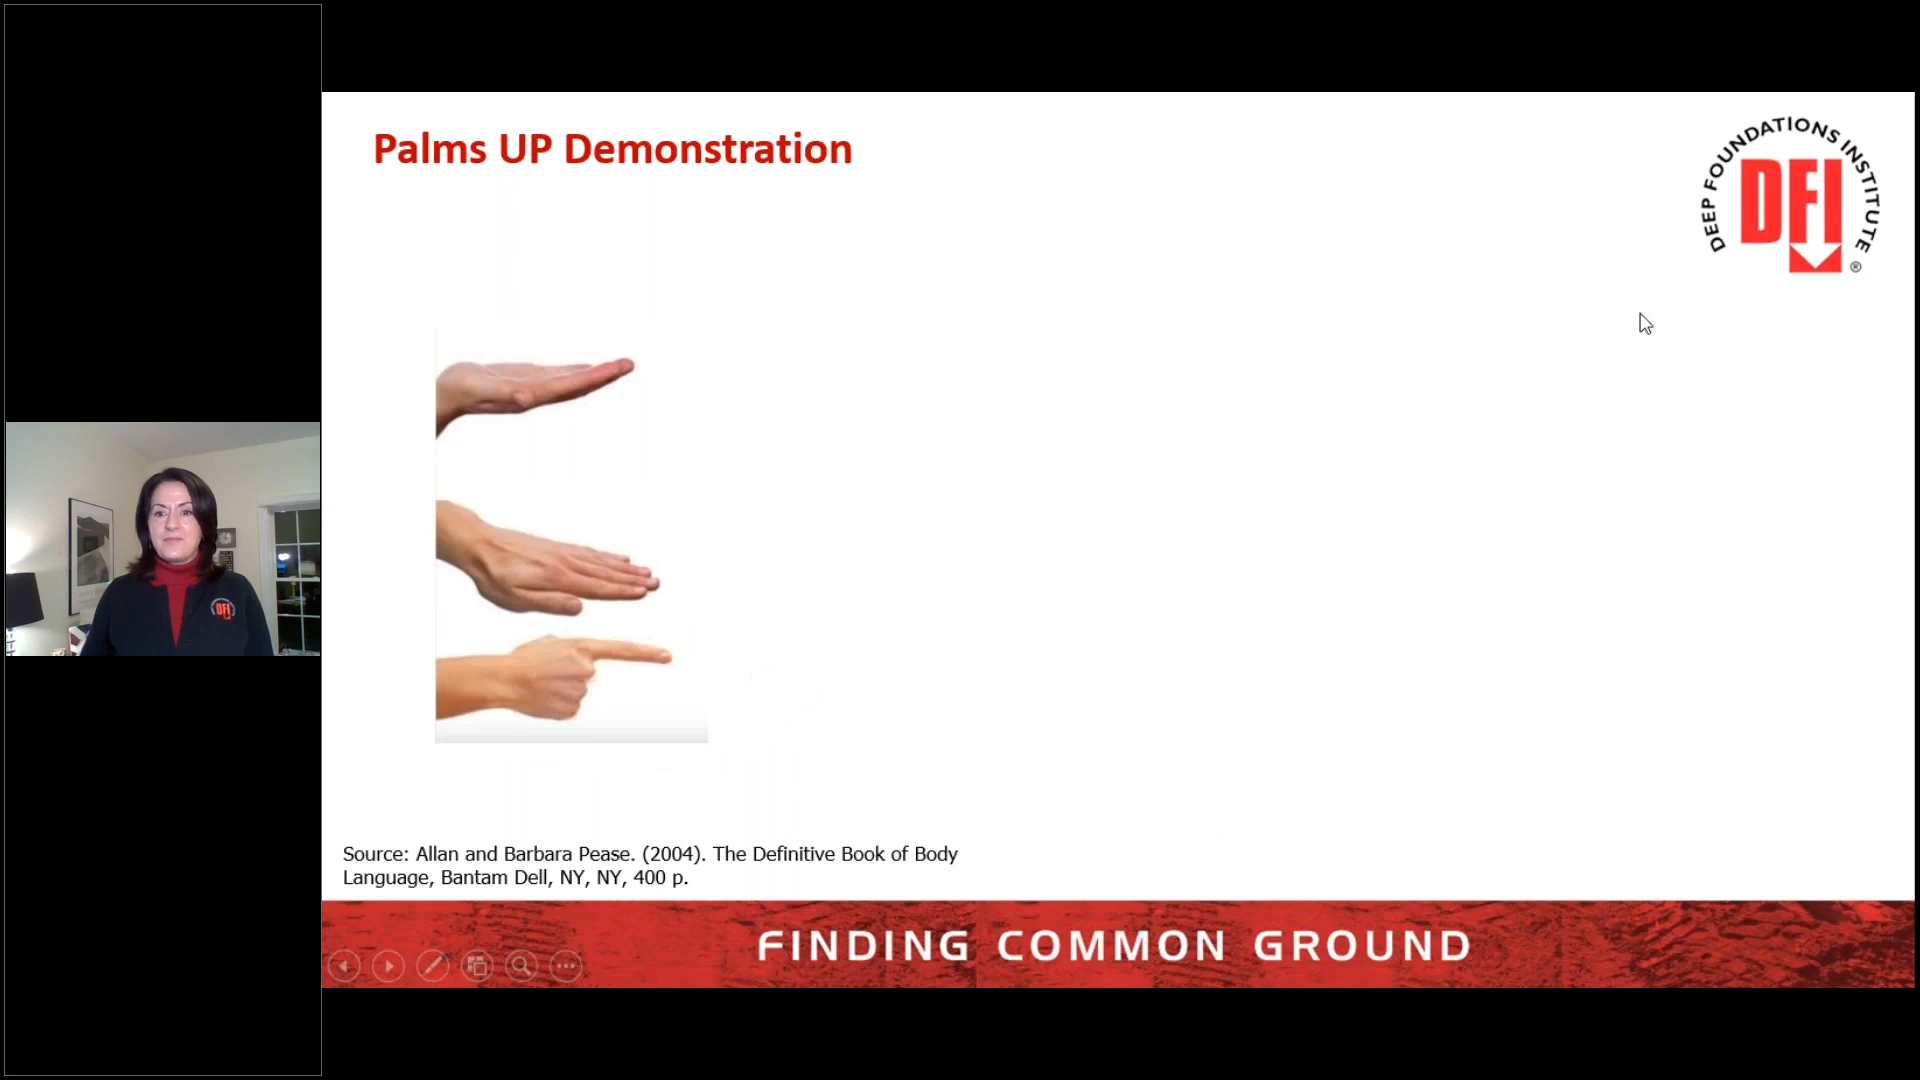 Palms UP Demonstration
DEEP FOUNDATIONS INSTITUTE
DFI
®
DFI
Source: Allan and Barbara Pease. (2004). The Definitive Book of Body
Language, Bantam Dell, NY, NY, 400 p.
FINDING COMMON GROUND